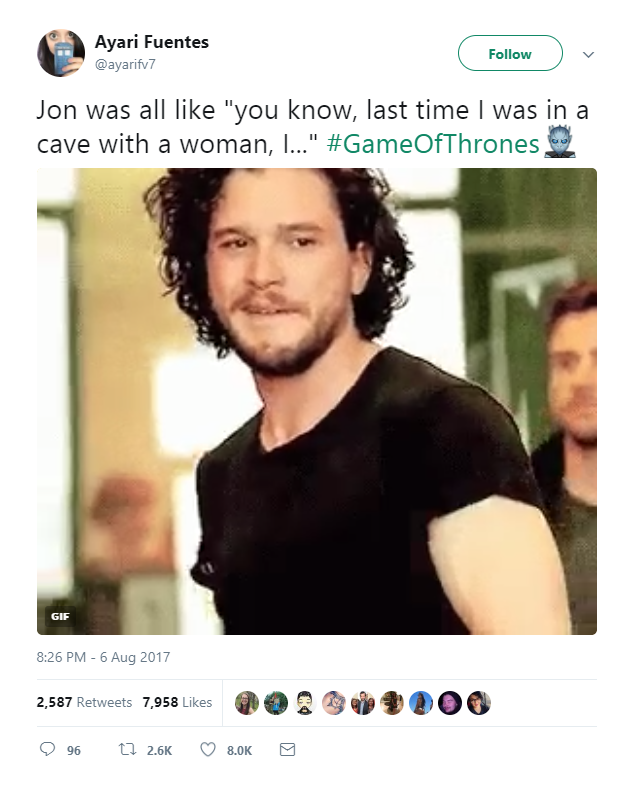 Ayari Fuentes
@ayarifv7
Follow
Jon was all like "you know, last time I was in a
cave with a woman, I..." #GameOfThrones
GIF
8:26 PM - 6 Aug 2017
2,587 Retweets 7,958 Likes
96 2.6K 8.0K